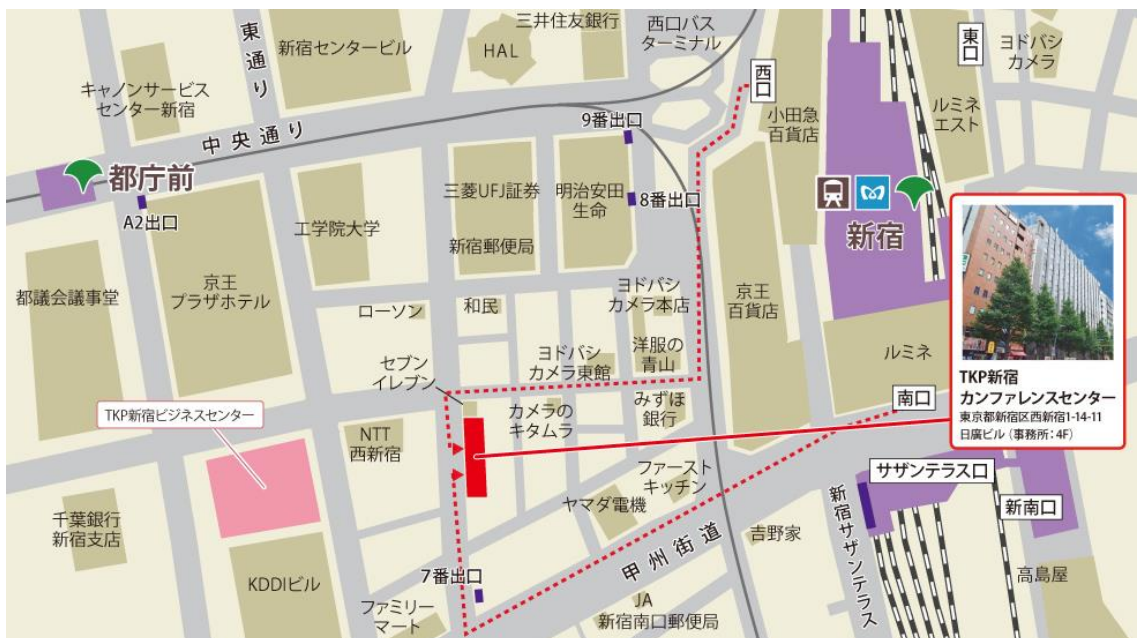 三井住友銀行
HAL
西口バス
ターミナル
東通り
新宿センタービル
キヤノンサービス
センター新宿
中央通り
9番出口
西口
小田急
百貨店
東口
ヨドバシ
カメラ
ルミネ
エスト
都庁前
A2出口
三菱UFJ証券
新宿郵便局
明治安田
生命
8番出口
新宿
工学院大学
都議会議事堂
京王
プラザホテル
ローソン
和民
ヨドバシ
カメラ本店
京王
百貨店
セブン
イレブン
ヨドバシ
カメラ東館
洋服の
青山
ルミネ
TKP新宿
カンファレンスセンター
東京都新宿区西新宿1-14-11
日廣ビル（事務所：4F）
TKP新宿ビジネスセンター
NTT
西新宿
カメラの
キタムラ
みずほ
銀行
南口
サザンテラス口
新南口
ファースト
キッチン
ヤマダ電機
千葉銀行
新宿支店
甲州街道
吉野家
新宿サザンテラス
高島屋
KDDIビル
7番出口
ファミリー
マート
JA
新宿南口郵便局